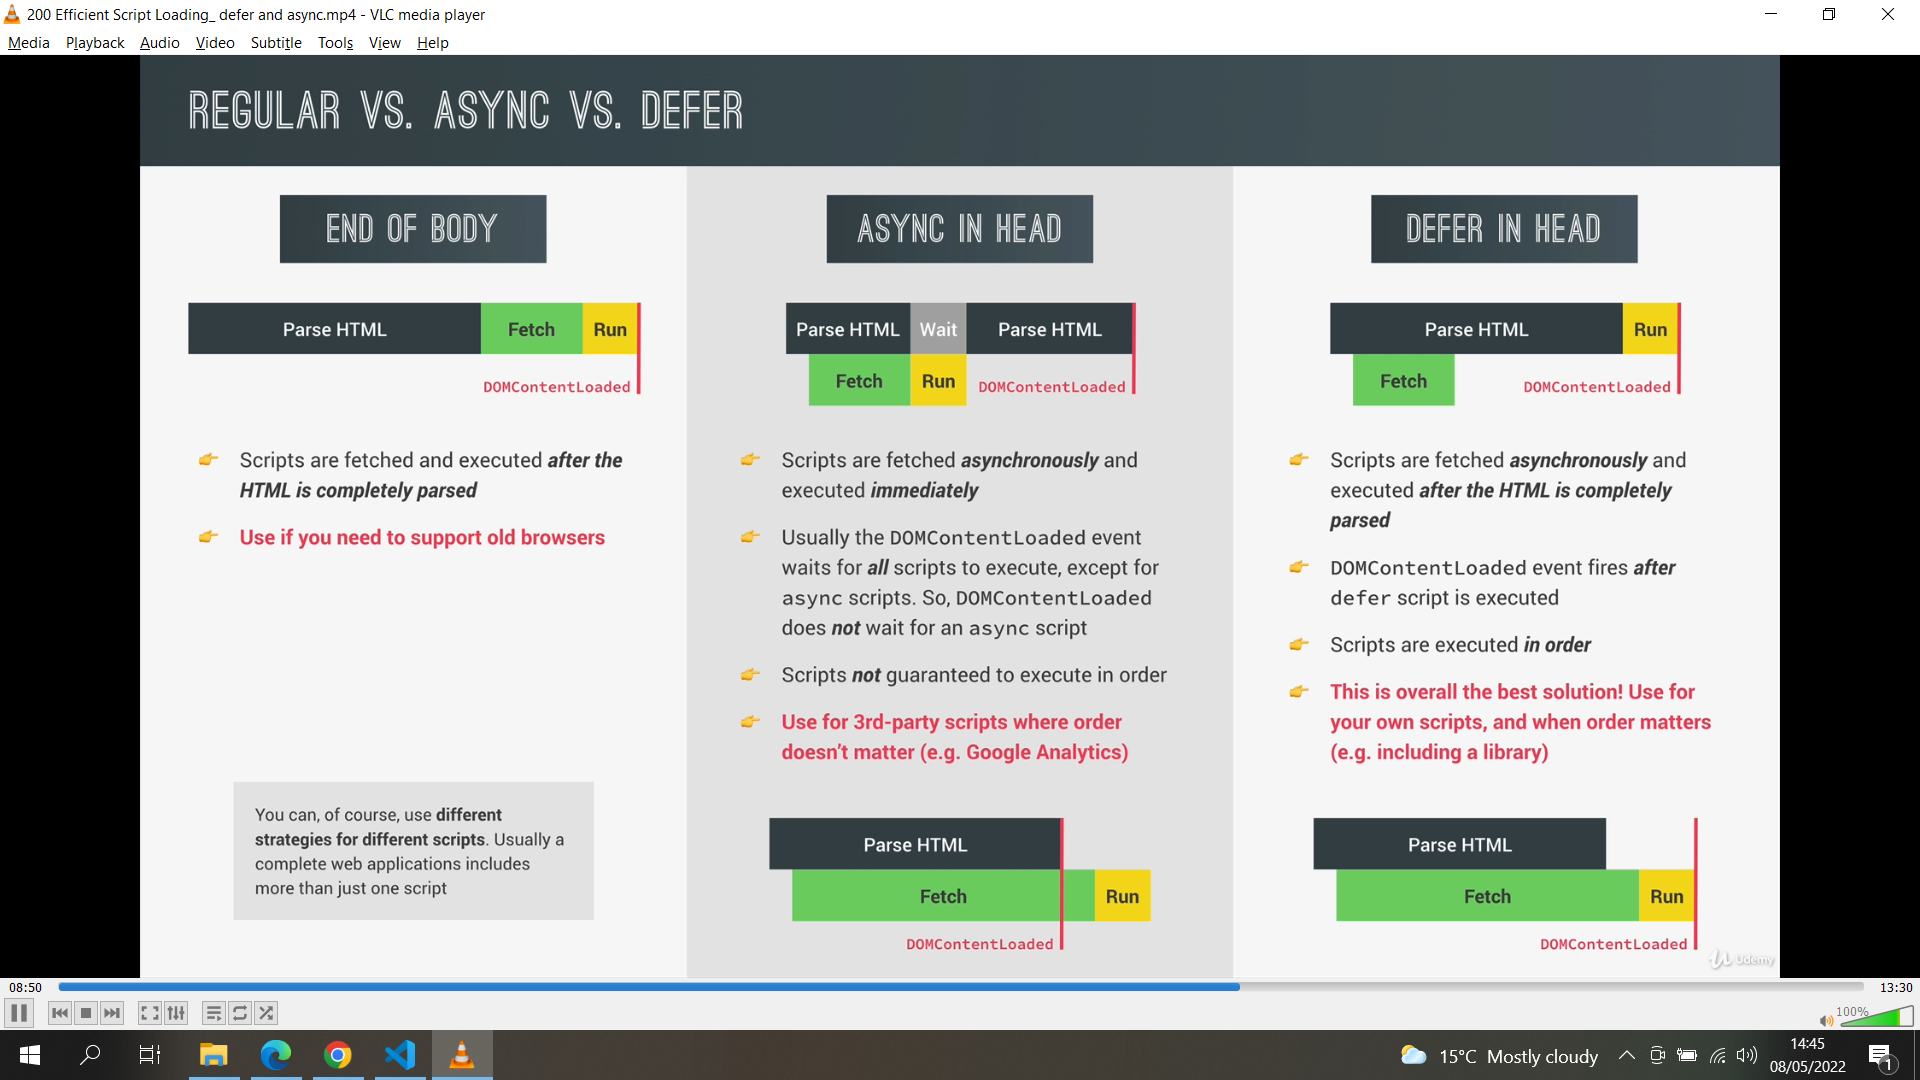 200 Efficient Script Loading_ defer and async.mp4 - VLC media player
Media Playback Audio Video Subtitle Tools View Help
REGULAR VS. ASYNC VS. DEFER
END OF BODY
Parse HTML Fetch Run
DOMContentLoaded
Scripts are fetched and executed after the
HTML is completely parsed
Use if you need to support old browsers
You can, of course, use different
strategies for different scripts. Usually a
complete web applications includes
more than just one script
ASYNC IN HEAD
Parse HTML Wait Parse HTML
Fetch Run DOMContentLoaded
Scripts are fetched asynchronously and
executed immediately
Usually the DOMContentLoaded event
waits for all scripts to execute, except for
async scripts. So, DOMContentLoaded
does not wait for an async script
Scripts not guaranteed to execute in order
Use for 3rd-party scripts where order
doesn't matter (e.g. Google Analytics)
Parse HTML
Fetch Run
DOMContentLoaded
DEFER IN HEAD
Parse HTML Run
Fetch DOMContentLoaded
Scripts are fetched asynchronously and
executed after the HTML is completely
parsed
DOMContentLoaded event fires after
defer script is executed
Scripts are executed in order
This is overall the best solution! Use for
your own scripts, and when order matters
(e.g. including a library)
Parse HTML
Fetch Run
DOMContentLoaded
Udemy
08:50 13:30
100%
15°C Mostly cloudy
14:45
08/05/2022
1